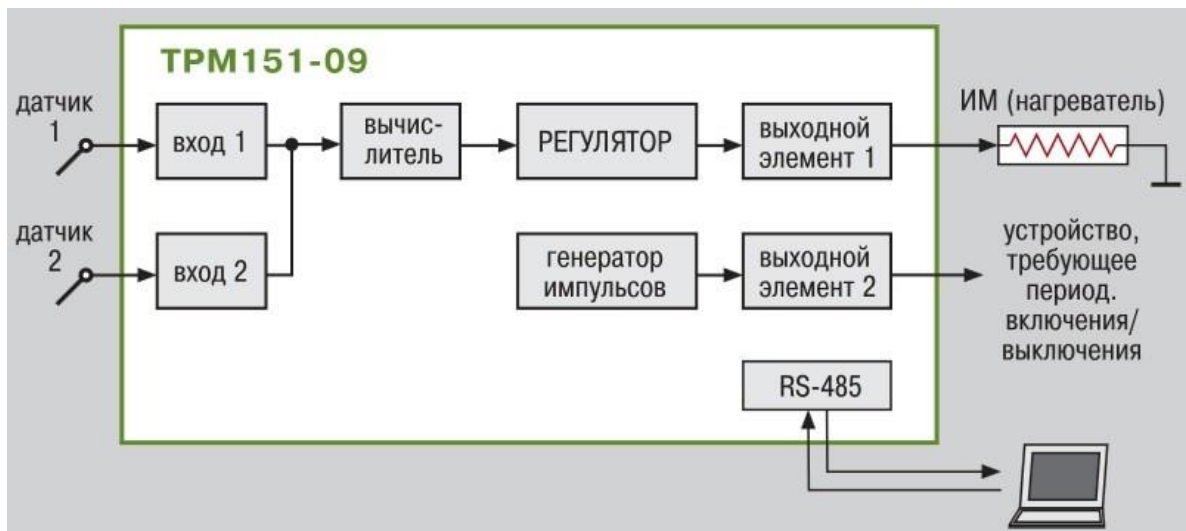 ТРМ151-09
датчик
1
вход 1
вычис-
литель
РЕГУЛЯТОР
выходной
элемент 1
ИМ (нагреватель)
датчик
2
вход 2
генератор
импульсов
выходной
элемент 2
устройство,
требующее
период.
включения/
выключения
RS-485